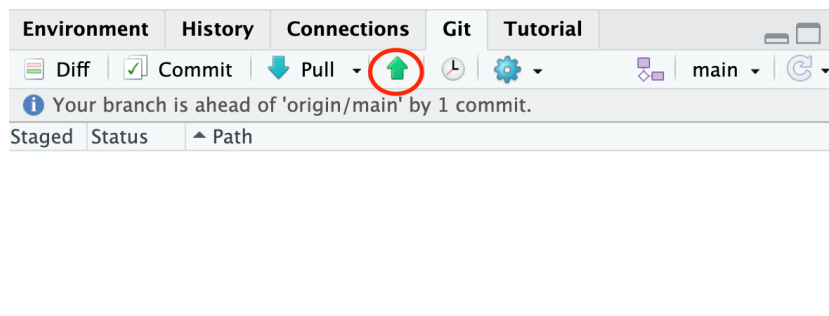 Environment History Connections Git Tutorial
Diff Commit Pull main
Your branch is ahead of 'origin/main' by 1 commit.
Staged Status Path